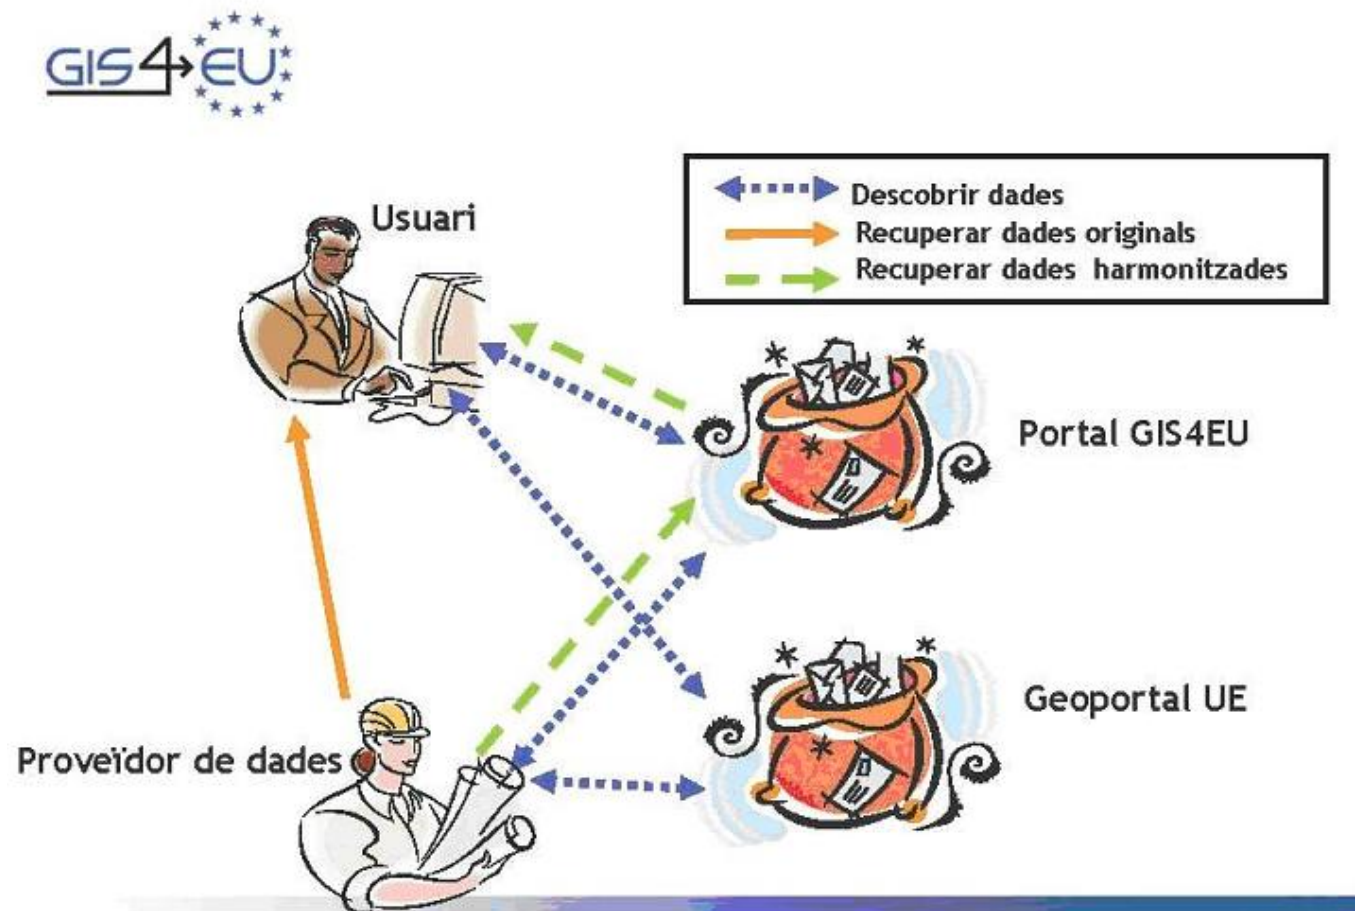 GIS4EU
Usuari
Descobrir dades
Recuperar dades originals
Recuperar dades harmonitzades
Portal GIS4EU
Geoportal UE
Proveïdor de dades